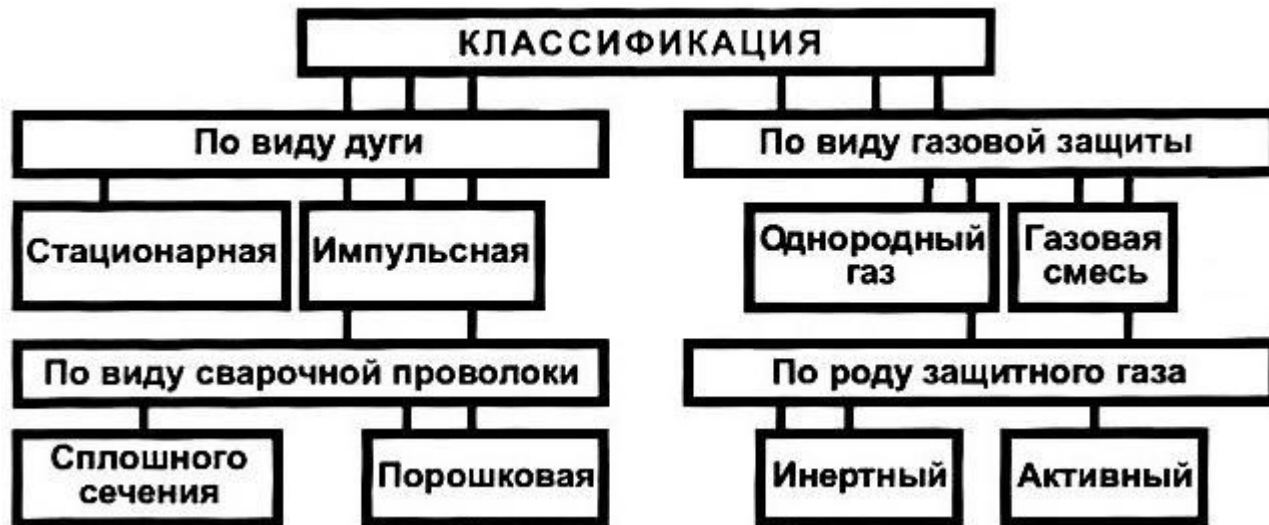 КЛАССИФИКАЦИЯ
По виду дуги
По виду газовой защиты
Стационарная
Импульсная
Однородный
газ
Газовая
смесь
По виду сварочной проволоки
По роду защитного газа
Сплошного
сечения
Порошковая
Инертный
Активный